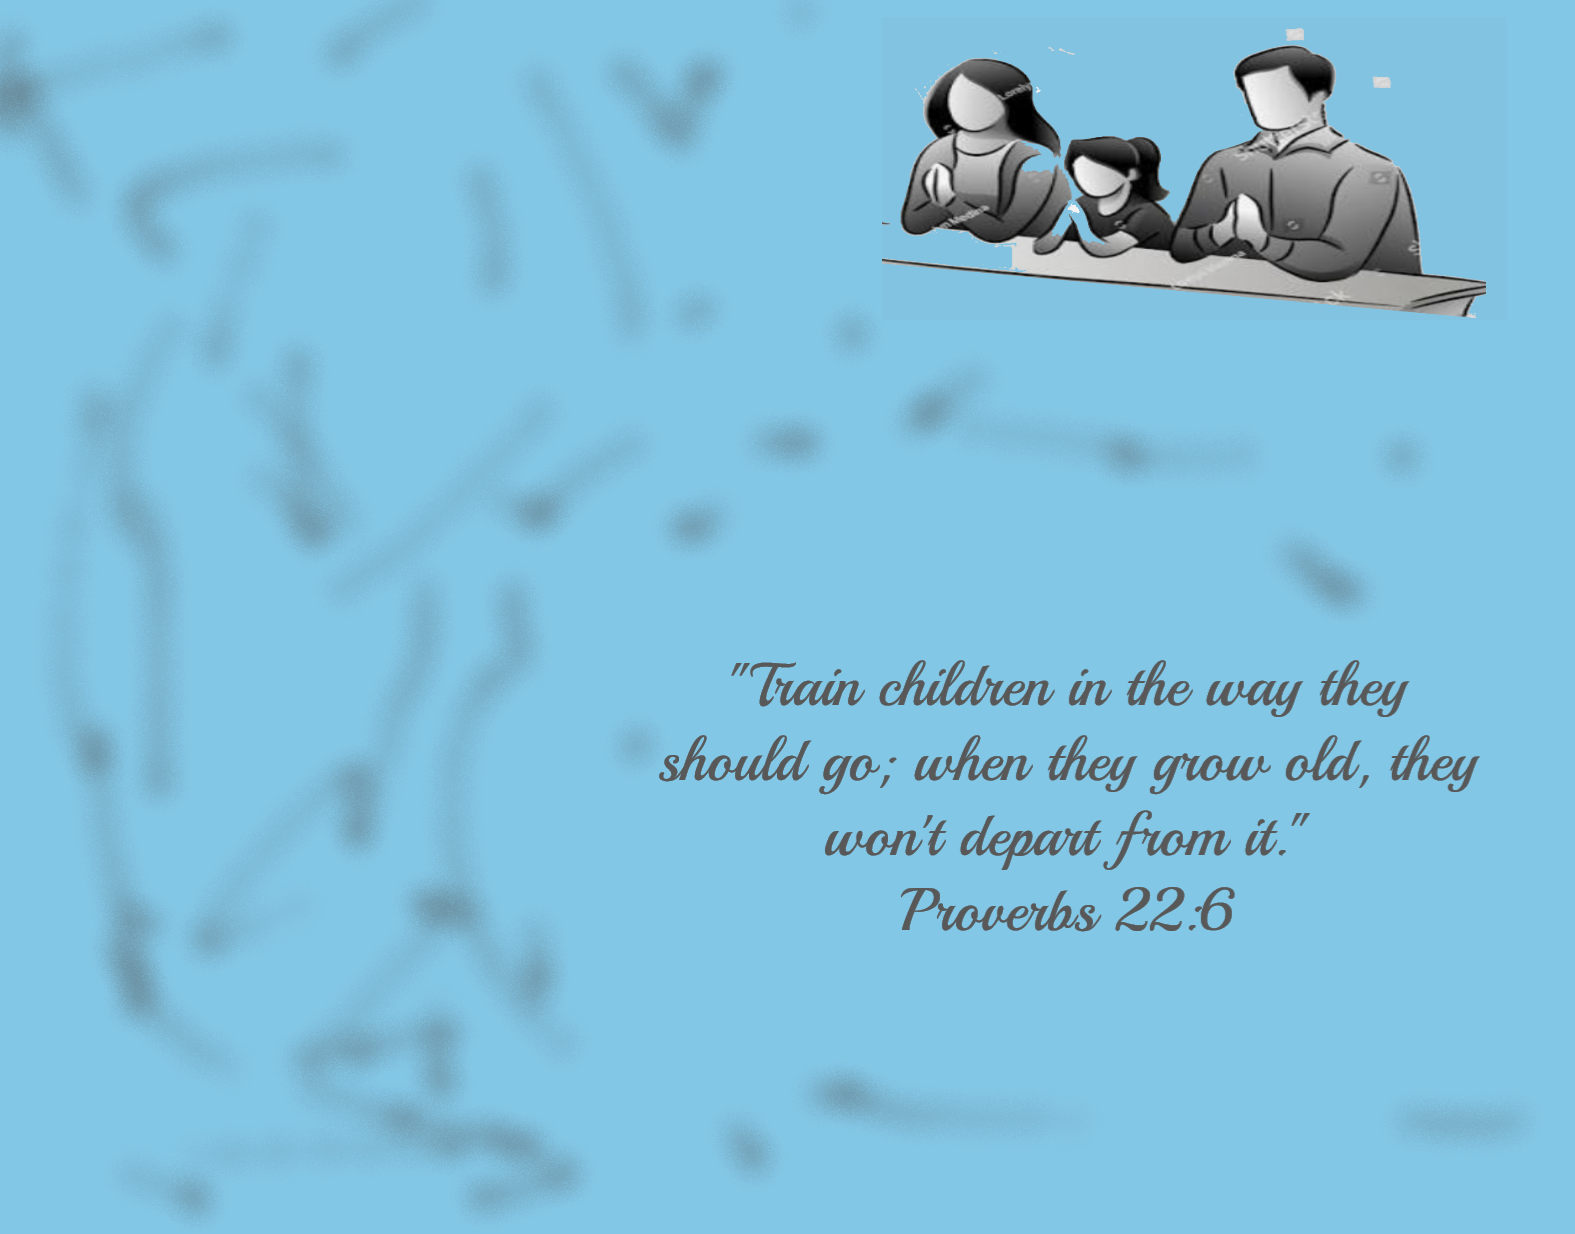 "Train children in the way they
should go; when they grow old, they
won't depart from it."
Proverbs 22:6